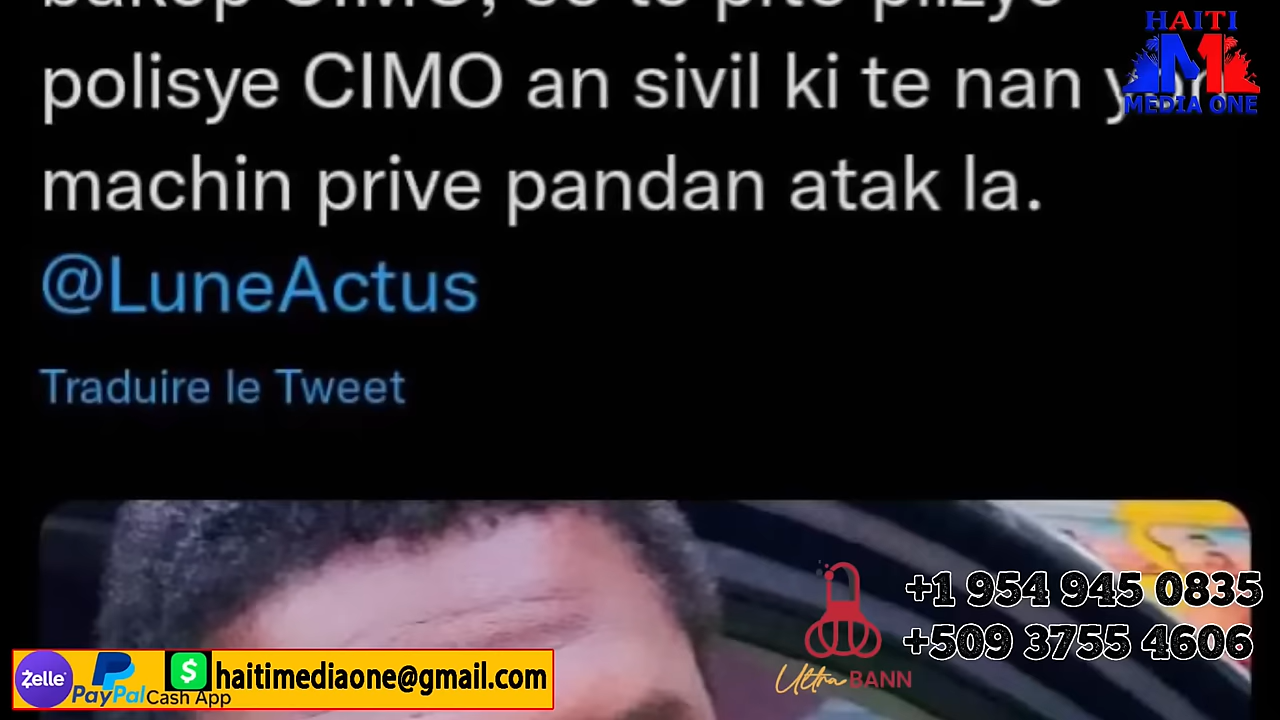 polisye CIMO an sivil ki te nan
machin prive pandan atak la.
@LuneActus
Traduire le Tweet
HAITI
M
MEDIA ONE
+1 954 945 0835
+509 3755 4606
Ultra BANN
Zelle
PayPal
Cash App
haitimediaone@gmail.com